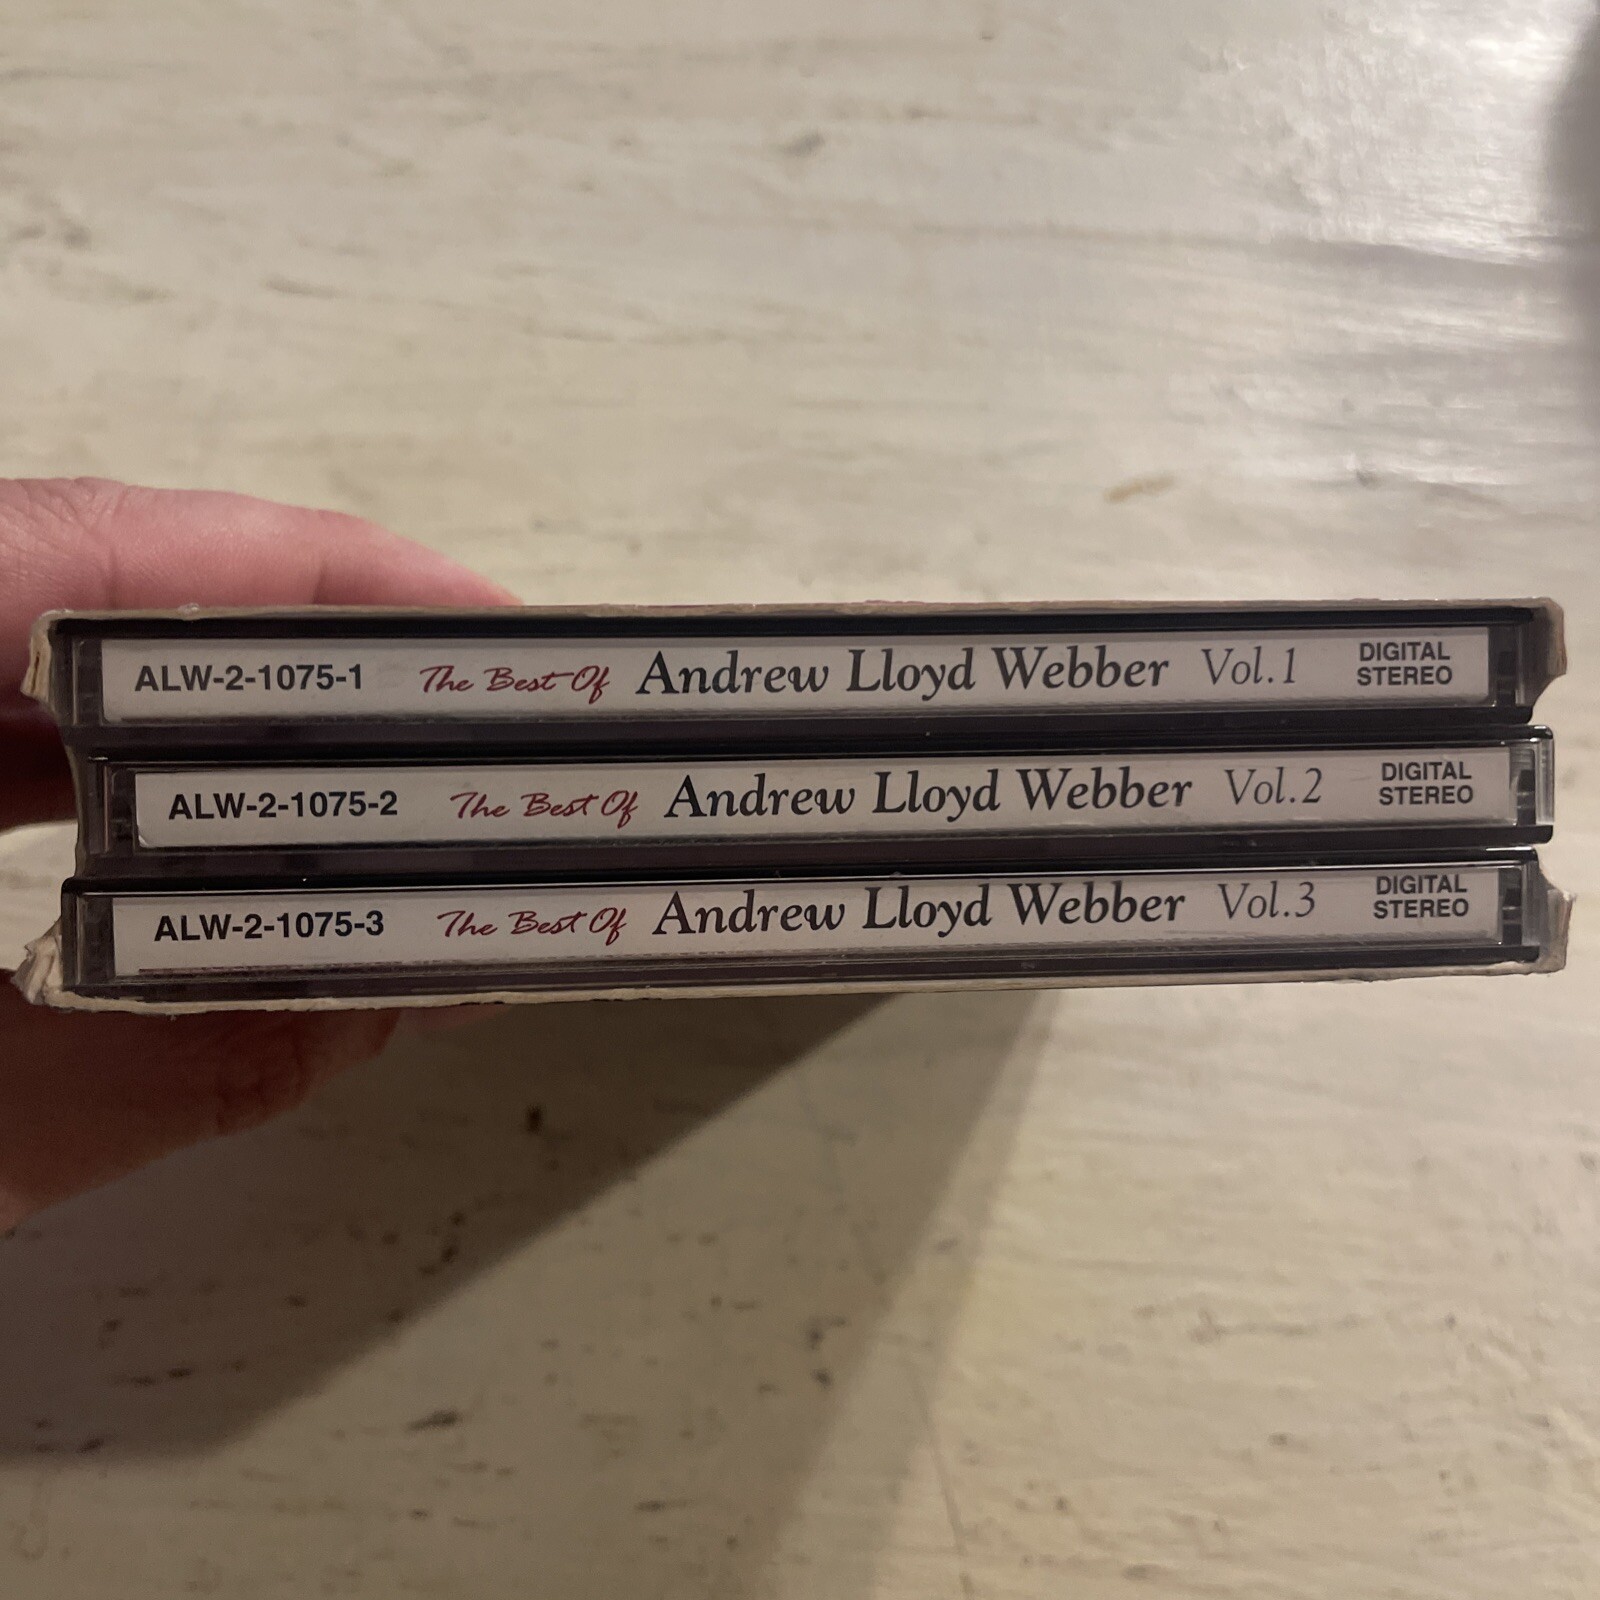 ALW-2-1075-1 The Best Of Andrew Lloyd Webber Vol.1 DIGITAL STEREO
ALW-2-1075-2 The Best Of Andrew Lloyd Webber Vol.2 DIGITAL STEREO
ALW-2-1075-3 The Best Of Andrew Lloyd Webber Vol.3 DIGITAL STEREO